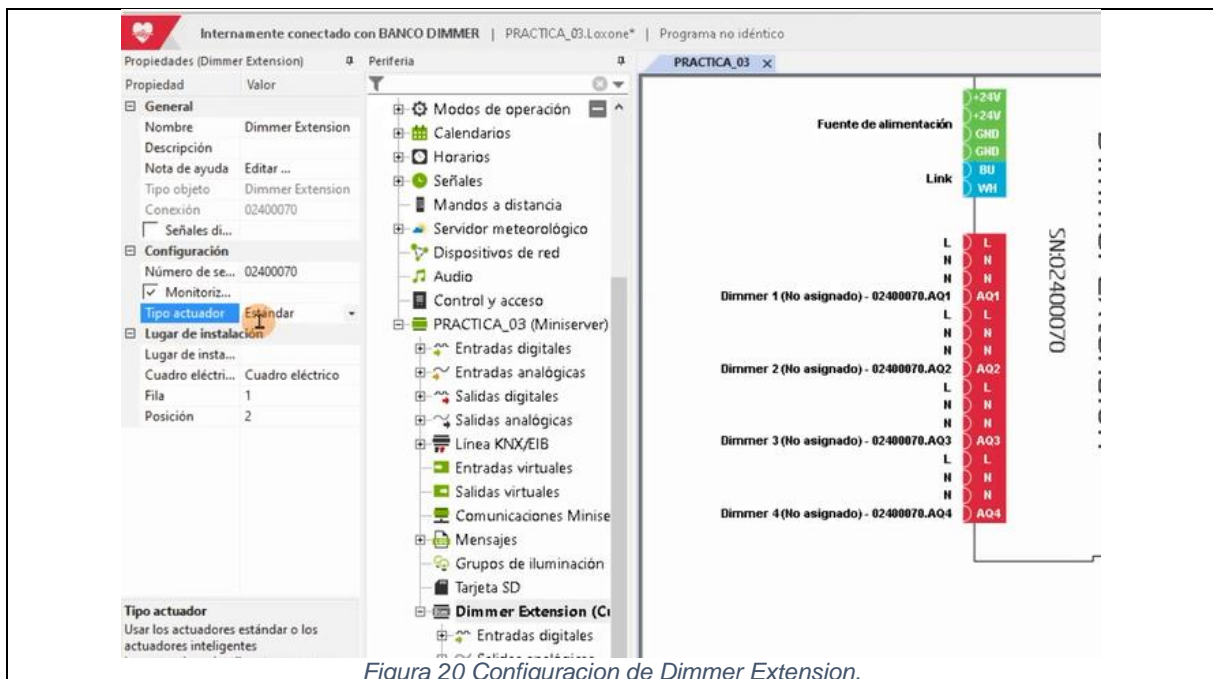 Internamente conectado con BANCO DIMMER | PRACTICA_03.Loxone* | Programa no idéntico
Propiedades (Dimmer Extension)
Propiedad Valor
General
Nombre Dimmer Extension
Descripción
Nota de ayuda Editar ...
Tipo objeto Dimmer Extension
Conexión 02400070
Señales di...
Configuración
Número de se... 02400070
Monitoriz...
Tipo actuador Estándar
Lugar de instalación
Lugar de insta...
Cuadro eléctri... Cuadro eléctrico
Fila 1
Posición 2
Tipo actuador
Usar los actuadores estándar o los
actuadores inteligentes
Periferia
Modos de operación
Calendarios
Horarios
Señales
Mandos a distancia
Servidor meteorológico
Dispositivos de red
Audio
Control y acceso
PRACTICA_03 (Miniserver)
Entradas digitales
Entradas analógicas
Salidas digitales
Salidas analógicas
Línea KNX/EIB
Entradas virtuales
Salidas virtuales
Comunicaciones Minise
Mensajes
Grupos de iluminación
Tarjeta SD
Dimmer Extension (Cu
Entradas digitales
PRACTICA_03 x
+24V
Fuente de alimentación +24V
GND
GND
BU
Link WH
L L
N N
N N
Dimmer 1 (No asignado) - 02400070.AQ1 AQ1
L L
N N
N N
Dimmer 2 (No asignado) - 02400070.AQ2 AQ2
L L
N N
N N
Dimmer 3 (No asignado) - 02400070.AQ3 AQ3
L L
N N
N N
Dimmer 4 (No asignado) - 02400070.AQ4 AQ4
SN:02400070
Figura 20 Configuracion de Dimmer Extension.